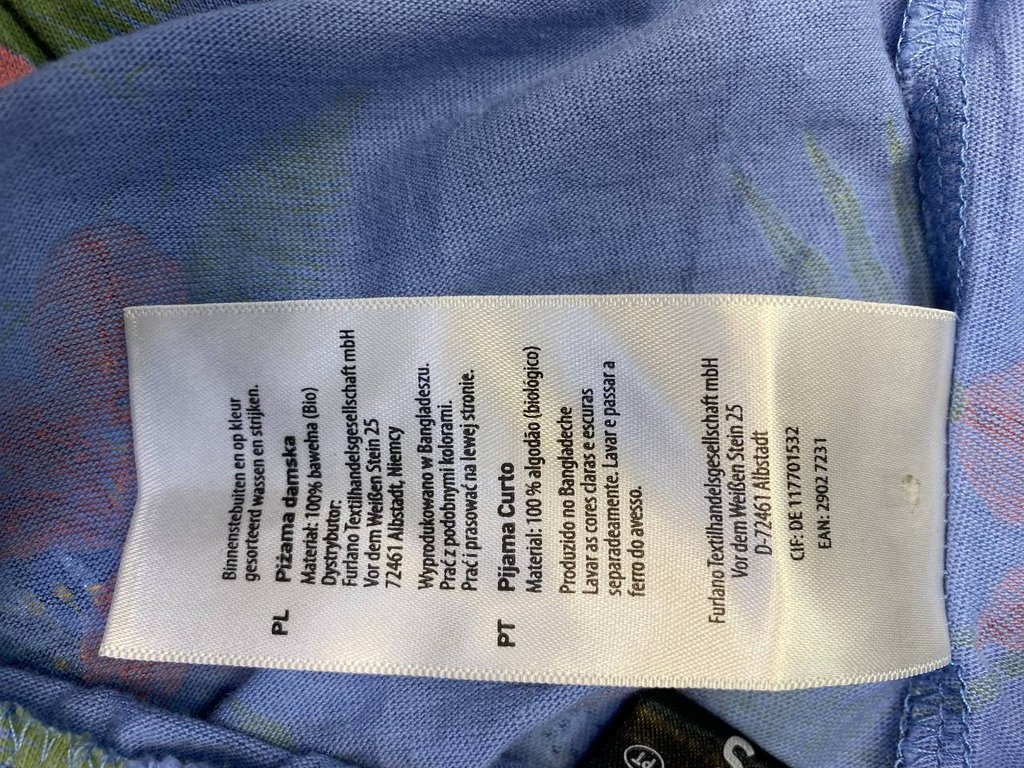 Binnenstebuiten en op kleur
gesorteerd wassen en strijken.
PL Piżama damska
Materiał: 100% bawełna (Bio)
Dystrybutor:
Furlano Textilhandelsgesellschaft mbH
Vor dem Weißen Stein 25
72461 Albstadt, Niemcy
Wyprodukowano w Bangladeszu.
Prać z podobnymi kolorami.
Prać i prasować na lewej stronie.
PT Pijama Curto
Material: 100 % algodão (biológico)
Produzido no Bangladeche
Lavar as cores claras e escuras
separadeamente. Lavar e passar a
ferro do avesso.
Furlano Textilhandelsgesellschaft mbH
Vor dem Weißen Stein 25
D-72461 Albstadt
CIF: DE 117701532
EAN: 2902 7231
PT